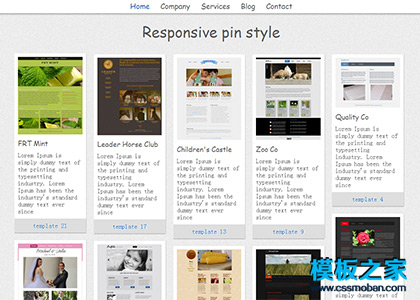 Home Company Services Blog Contact
Responsive pin style
FRT Mint
Lorem Ipsum is
simply dummy text of
the printing and
typesetting
industry. Lorem
Ipsum has been the
industry's standard
dummy text ever
since
template 21
Leader Horse Club
Lorem Ipsum is
simply dummy text of
the printing and
typesetting
industry. Lorem
Ipsum has been the
industry's standard
dummy text ever
since
template 17
Children's Castle
Lorem Ipsum is
simply dummy text of
the printing and
typesetting
industry. Lorem
Ipsum has been the
industry's standard
dummy text ever
since
template 13
Zoo Co
Lorem Ipsum is
simply dummy text of
the printing and
typesetting
industry. Lorem
Ipsum has been the
industry's standard
dummy text ever
since
template 9
Quality Co
Lorem Ipsum is
simply dummy text of
the printing and
typesetting
industry. Lorem
Ipsum has been the
industry's standard
dummy text ever
since
template 4
模板之家
www.cssmoban.com